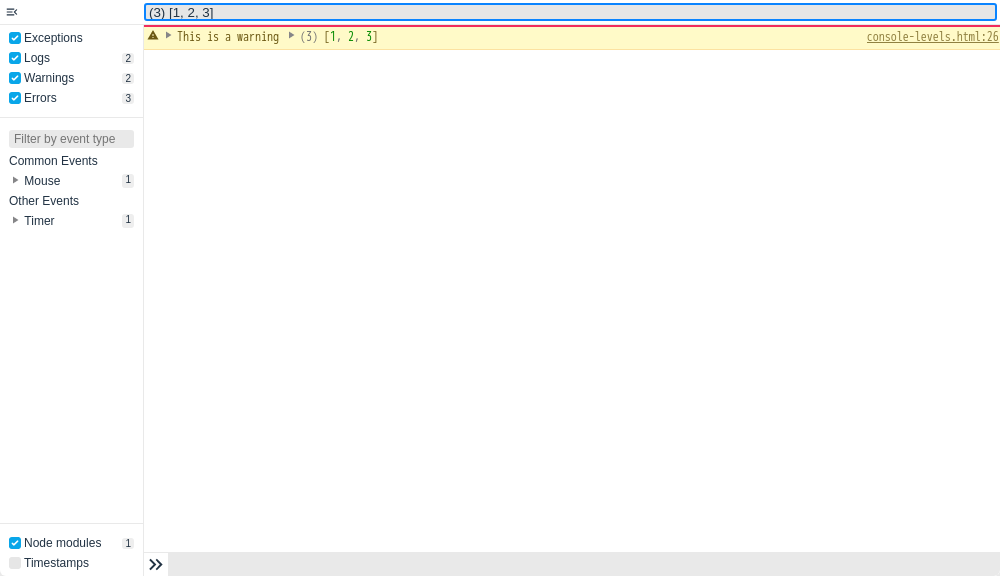 (3) [1, 2, 3]
Exceptions
Logs 2
Warnings 2
Errors 3
Filter by event type
Common Events
Mouse 1
Other Events
Timer 1
Node modules 1
Timestamps
This is a warning (3) [1, 2, 3] console-levels.html:26